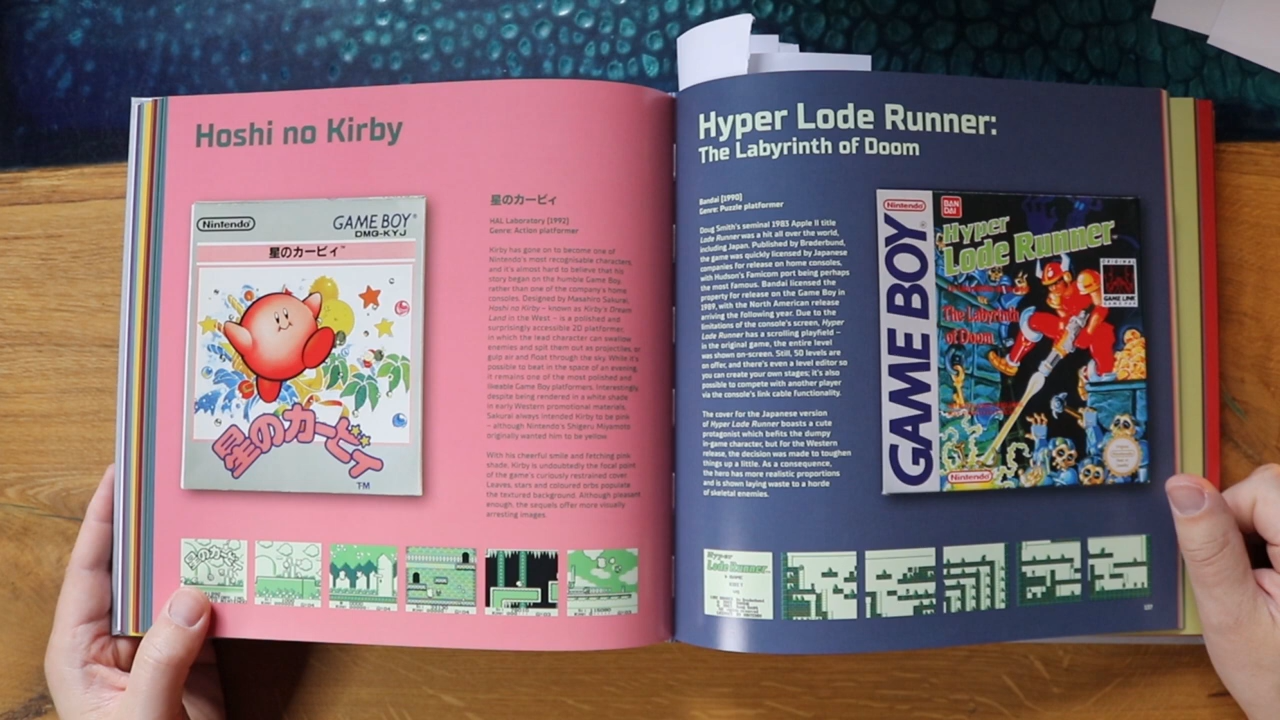 Hoshi no Kirby
Nintendo
GAME BOY
DMG-KYJ
星のカービィ™
星のカービィ
TM
星のカービィ
HAL Laboratory [1992]
Genre: Action platformer
Kirby has gone on to become one of
Nintendo's most recognisable characters,
and it's almost hard to believe that his
story began on the humble Game Boy,
rather than one of the company's home
consoles. Designed by Masahiro Sakurai,
Hoshi no Kirby – known as Kirby's Dream
Land in the West – is a polished and
surprisingly accessible 2D platformer,
in which the lead character can swallow
enemies and spit them out as projectiles, or
gulp air and float through the sky. While it's
possible to beat in the space of an evening,
it remains one of the most polished and
likeable Game Boy platformers. Interestingly,
despite being rendered in a white shade
in early Western promotional materials,
Sakurai always intended Kirby to be pink
– although Nintendo's Shigeru Miyamoto
originally wanted him to be yellow.
With his cheerful smile and fetching pink
shade, Kirby is undoubtedly the focal point
of the game's curiously restrained cover.
Leaves, stars and coloured orbs populate
the textured background. Although pleasant
enough, the sequels offer more visually
arresting images.
星のカービィ
Hyper Lode Runner:
The Labyrinth of Doom
Bandai [1990]
Genre: Puzzle platformer
Doug Smith's seminal 1983 Apple II title
Lode Runner was a hit all over the world,
including Japan. Published by Brøderbund,
the game was quickly licensed by Japanese
companies for release on home consoles,
with Hudson's Famicom port being perhaps
the most famous. Bandai licensed the
property for release on the Game Boy in
1989, with the North American release
arriving the following year. Due to the
limitations of the console's screen, Hyper
Lode Runner has a scrolling playfield –
in the original game, the entire level
was shown on-screen. Still, 50 levels are
on offer, and there's even a level editor so
you can create your own stages; it's also
possible to compete with another player
via the console's link cable functionality.
The cover for the Japanese version
of Hyper Lode Runner boasts a cute
protagonist which befits the dumpy
in-game character, but for the Western
release, the decision was made to toughen
things up a little. As a consequence,
the hero has more realistic proportions
and is shown laying waste to a horde
of skeletal enemies.
Nintendo
GAME BOY
BAN
DAI
Hyper
Lode Runner
The Labyrinth
of Doom
GAME LINK
Nintendo
Hyper
Lode Runner